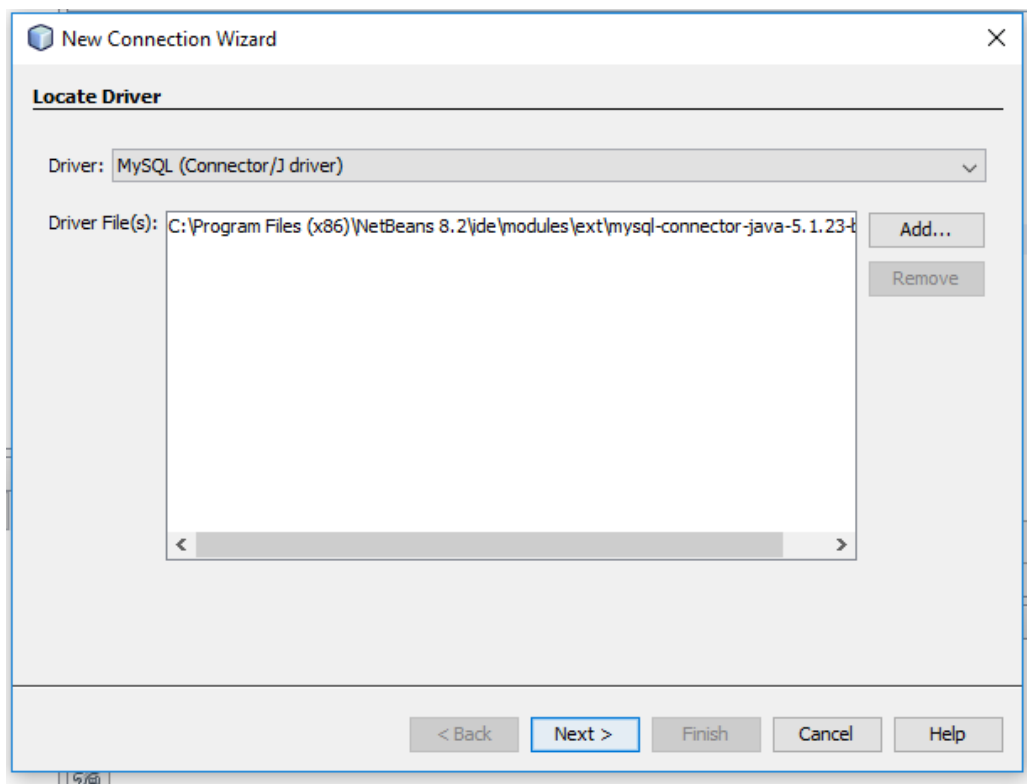 New Connection Wizard
Locate Driver
Driver: MySQL (Connector/J driver)
Driver File(s): C:\Program Files (x86)\NetBeans 8.2\ide\modules\ext\mysql-connector-java-5.1.23-b
Add...
Remove
< Back Next > Finish Cancel Help